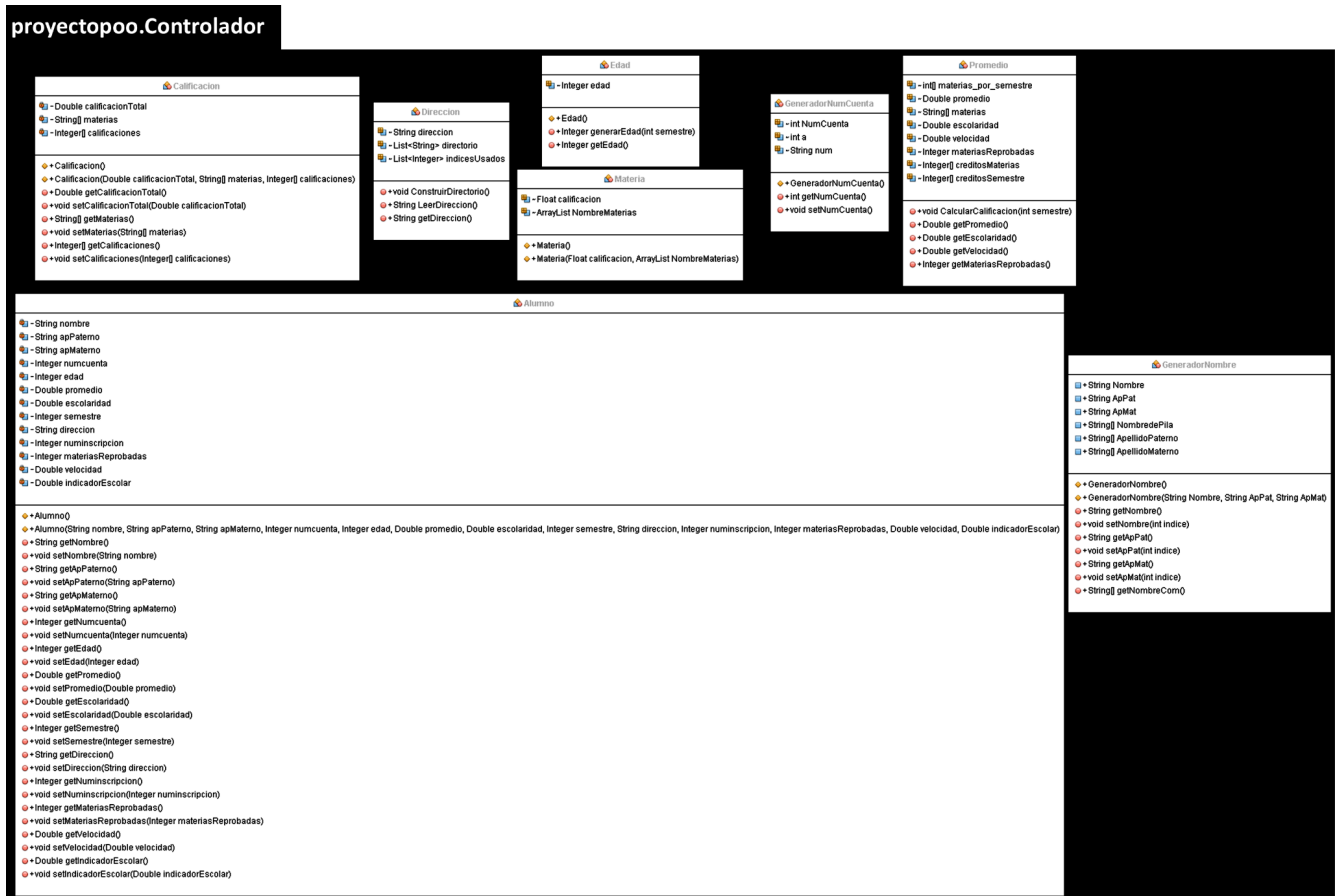 proyectopoo.Controlador
Calificacion
-Double calificacionTotal
-String[] materias
-Integer[] calificaciones
+Calificacion()
+Calificacion(Double calificacionTotal, String[] materias, Integer[] calificaciones)
+Double getCalificacionTotal()
+void setCalificacionTotal(Double calificacionTotal)
+String[] getMaterias()
+void setMaterias(String[] materias)
+Integer[] getCalificaciones()
+void setCalificaciones(Integer[] calificaciones)
Direccion
-String direccion
-List<String> directorio
-List<Integer> indicesUsados
+void ConstruirDirectorio()
+String LeerDireccion()
+String getDireccion()
Edad
-Integer edad
+Edad()
+Integer generarEdad(int semestre)
+Integer getEdad()
Materia
-Float calificacion
-ArrayList NombreMaterias
+Materia()
+Materia(Float calificacion, ArrayList NombreMaterias)
GeneradorNumCuenta
-int NumCuenta
-int a
-String num
+GeneradorNumCuenta()
+int getNumCuenta()
+void setNumCuenta()
Promedio
-int[] materias_por_semestre
-Double promedio
-String[] materias
-Double escolaridad
-Double velocidad
-Integer materiasReprobadas
-Integer[] creditosMaterias
-Integer[] creditosSemestre
+void CalcularCalificacion(int semestre)
+Double getPromedio()
+Double getEscolaridad()
+Double getVelocidad()
+Integer getMateriasReprobadas()
Alumno
-String nombre
-String apPaterno
-String apMaterno
-Integer numcuenta
-Integer edad
-Double promedio
-Double escolaridad
-Integer semestre
-String direccion
-Integer numinscripcion
-Integer materiasReprobadas
-Double velocidad
-Double indicadorEscolar
+Alumno()
+Alumno(String nombre, String apPaterno, String apMaterno, Integer numcuenta, Integer edad, Double promedio, Double escolaridad, Integer semestre, String direccion, Integer numinscripcion, Integer materiasReprobadas, Double velocidad, Double indicadorEscolar)
+String getNombre()
+void setNombre(String nombre)
+String getApPaterno()
+void setApPaterno(String apPaterno)
+String getApMaterno()
+void setApMaterno(String apMaterno)
+Integer getNumcuenta()
+void setNumcuenta(Integer numcuenta)
+Integer getEdad()
+void setEdad(Integer edad)
+Double getPromedio()
+void setPromedio(Double promedio)
+Double getEscolaridad()
+void setEscolaridad(Double escolaridad)
+Integer getSemestre()
+void setSemestre(Integer semestre)
+String getDireccion()
+void setDireccion(String direccion)
+Integer getNuminscripcion()
+void setNuminscripcion(Integer numinscripcion)
+Integer getMateriasReprobadas()
+void setMateriasReprobadas(Integer materiasReprobadas)
+Double getVelocidad()
+void setVelocidad(Double velocidad)
+Double getIndicadorEscolar()
+void setIndicadorEscolar(Double indicadorEscolar)
GeneradorNombre
+String Nombre
+String ApPat
+String ApMat
+String[] NombredePila
+String[] ApellidoPaterno
+String[] ApellidoMaterno
+GeneradorNombre()
+GeneradorNombre(String Nombre, String ApPat, String ApMat)
+String getNombre()
+void setNombre(int indice)
+String getApPat()
+void setApPat(int indice)
+String getApMat()
+void setApMat(int indice)
+String[] getNombreCom()